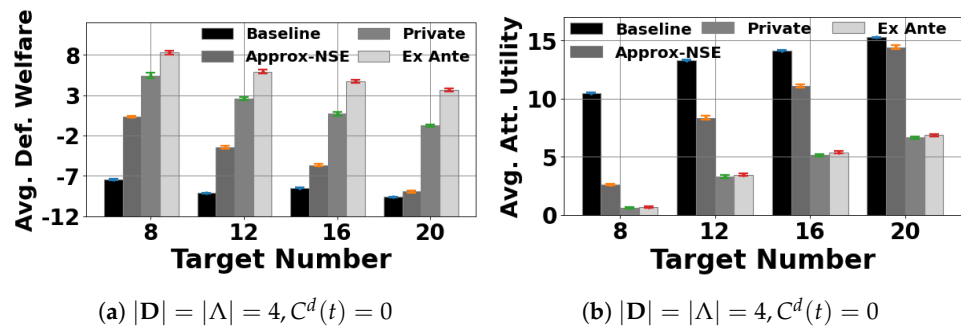 Avg. Def. Welfare
8
3
-2
-7
-12
Baseline
Approx-NSE
Private
Ex Ante
8
12
16
20
Target Number
(a) |D| = |Λ| = 4, C^d(t) = 0
Avg. Att. Utility
15
10
5
0
Baseline
Approx-NSE
Private
Ex Ante
8
12
16
20
Target Number
(b) |D| = |Λ| = 4, C^d(t) = 0